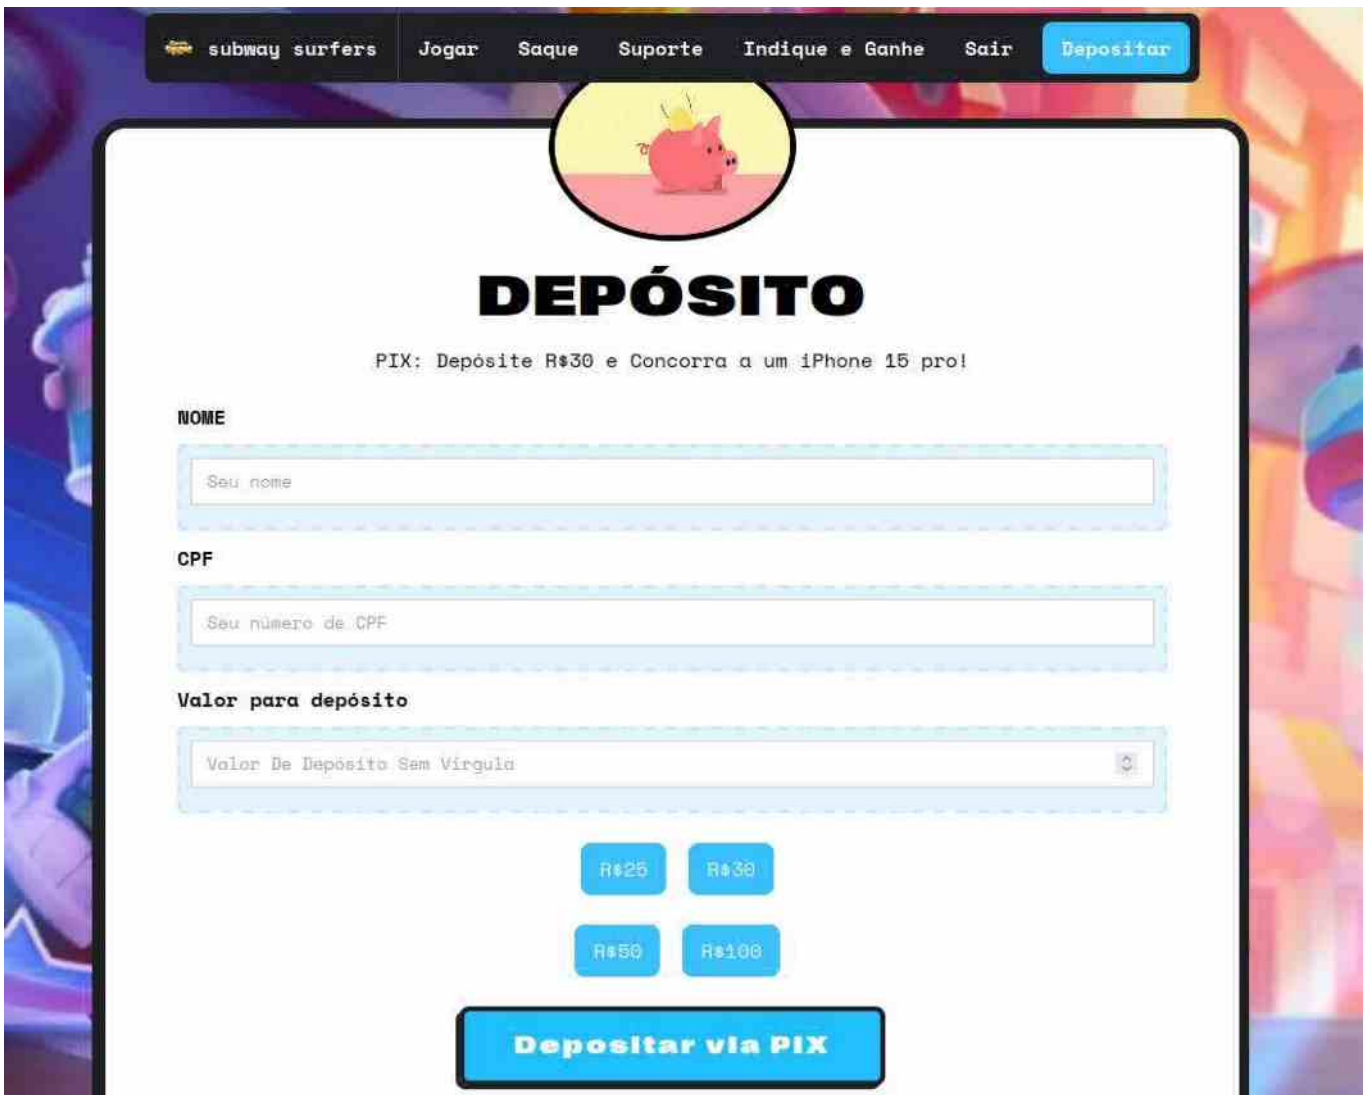 subway surfers Jogar Saque Suporte Indique e Ganhe Sair Depositar
DEPÓSITO
PIX: Depósite R$30 e Concorra a um iPhone 15 pro!
NOME
Seu nome
CPF
Seu número de CPF
Valor para depósito
Valor De Depósito Sem Vírgula
R$25 R$30
R$50 R$100
Depositar via PIX